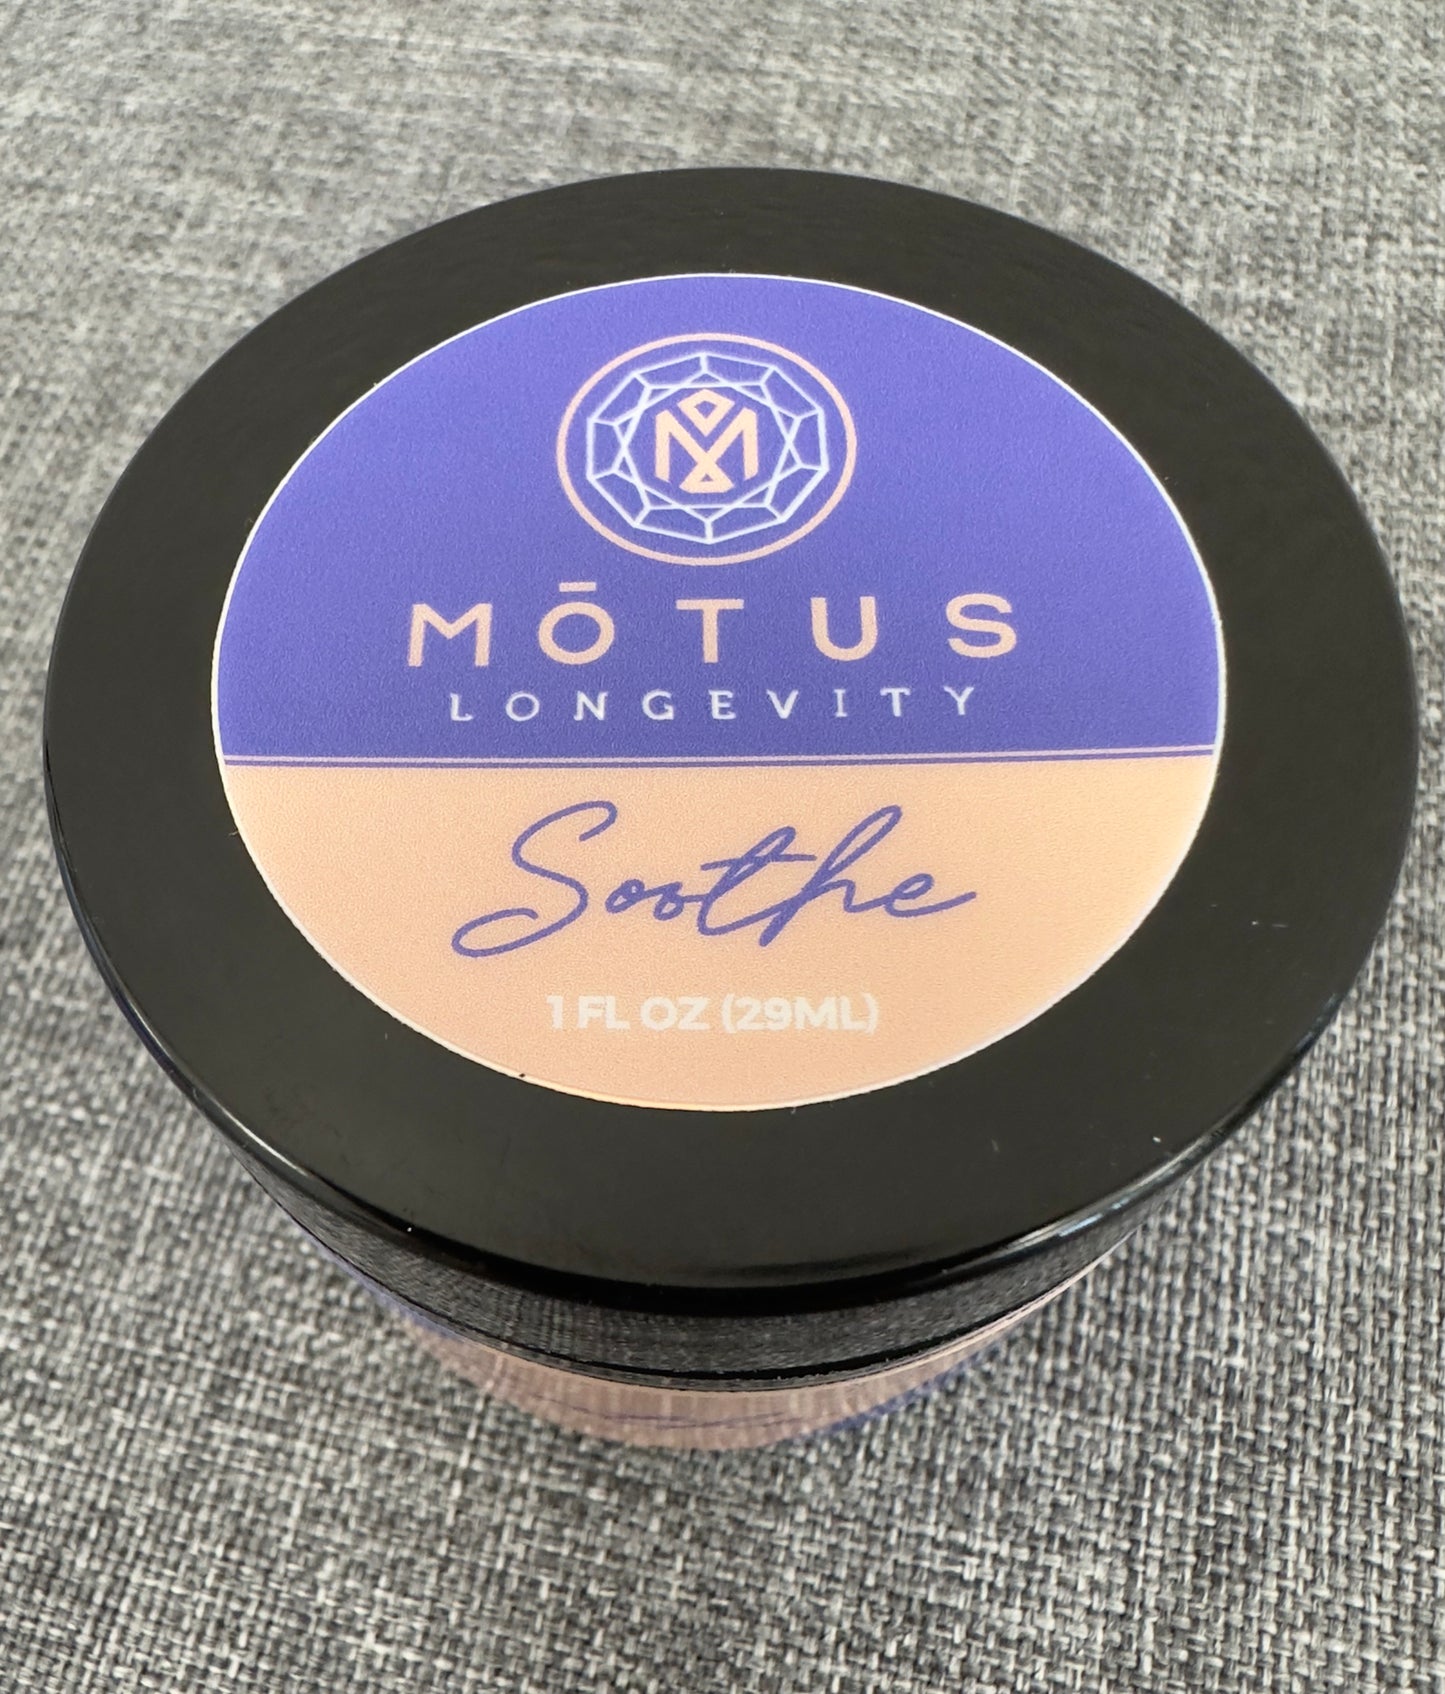 MŌTUS
LONGEVITY
Soothe
1 FL OZ (29ML)